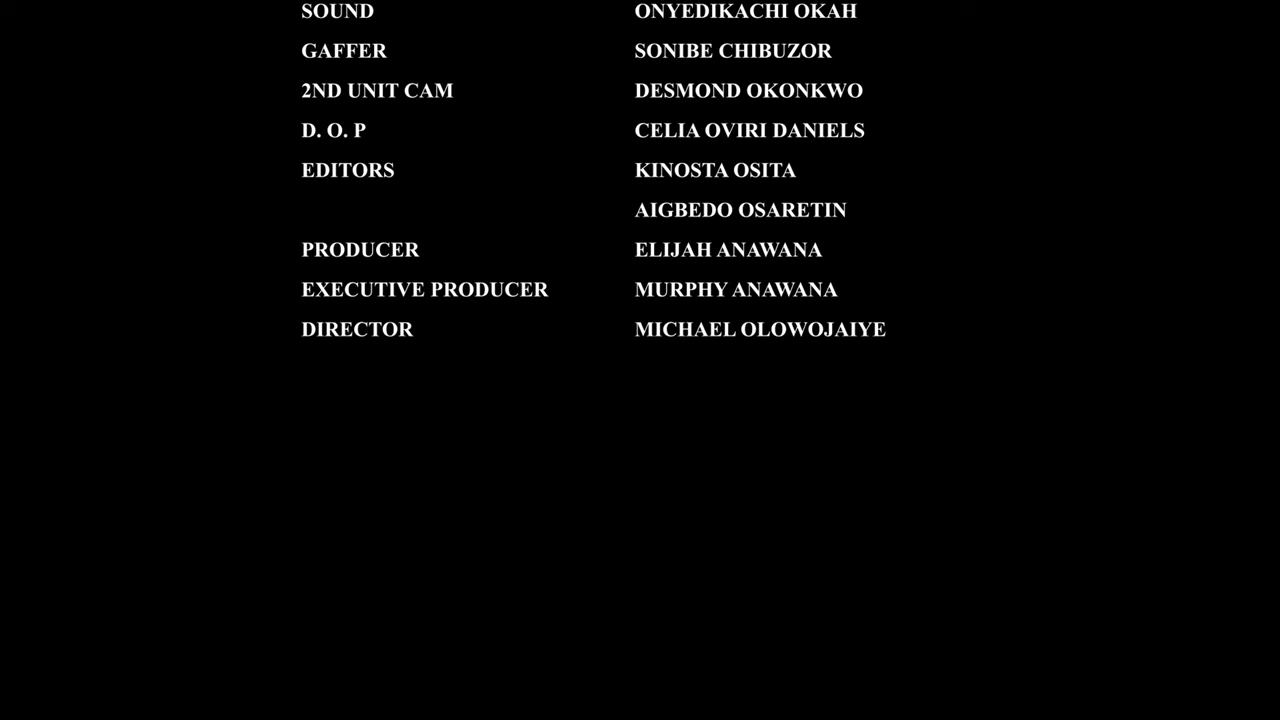 SOUND ONYEDIKACHI OKAH
GAFFER SONIBE CHIBUZOR
2ND UNIT CAM DESMOND OKONKWO
D. O. P CELIA OVIRI DANIELS
EDITORS KINOSTA OSITA
AIGBEDO OSARETIN
PRODUCER ELIJAH ANAWANA
EXECUTIVE PRODUCER MURPHY ANAWANA
DIRECTOR MICHAEL OLOWOJAIYE